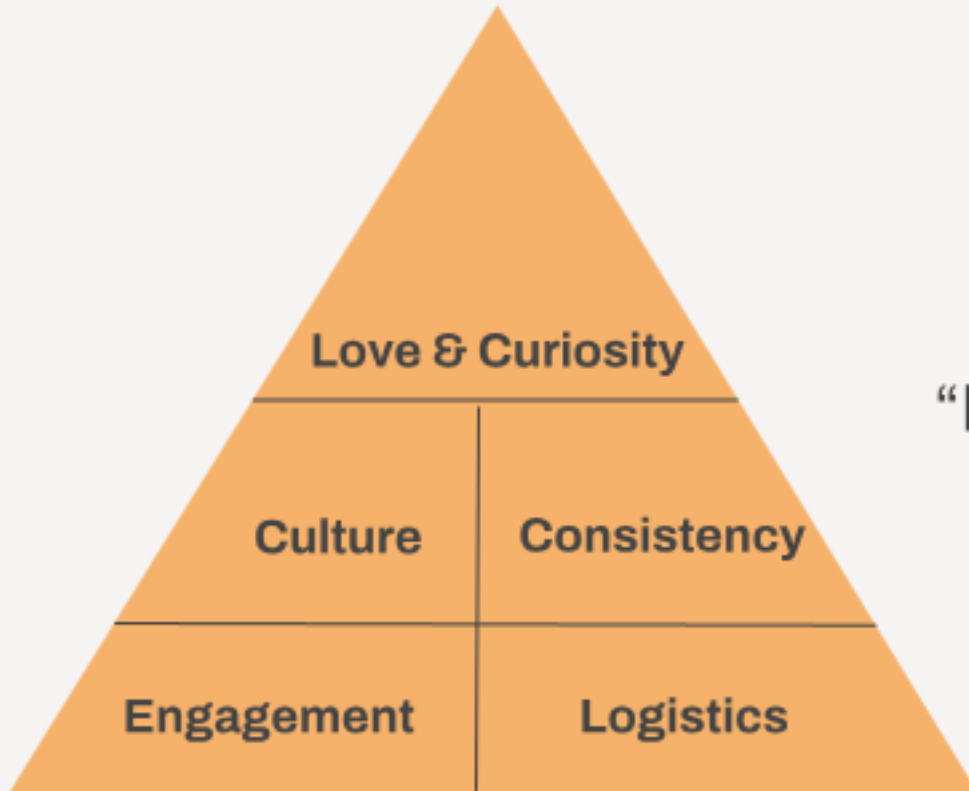 Love & Curiosity
Culture
Consistency
Engagement
Logistics
“